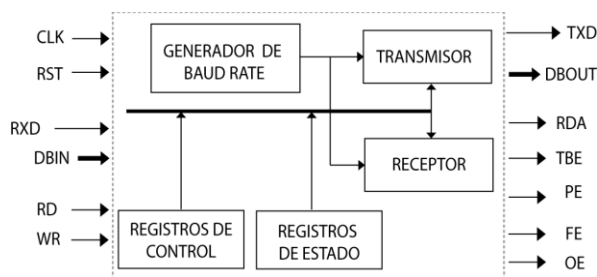 CLK
RST
RXD
DBIN
RD
WR
GENERADOR DE
BAUD RATE
TRANSMISOR
RECEPTOR
REGISTROS DE
CONTROL
REGISTROS
DE ESTADO
TXD
DBOUT
RDA
TBE
PE
FE
OE